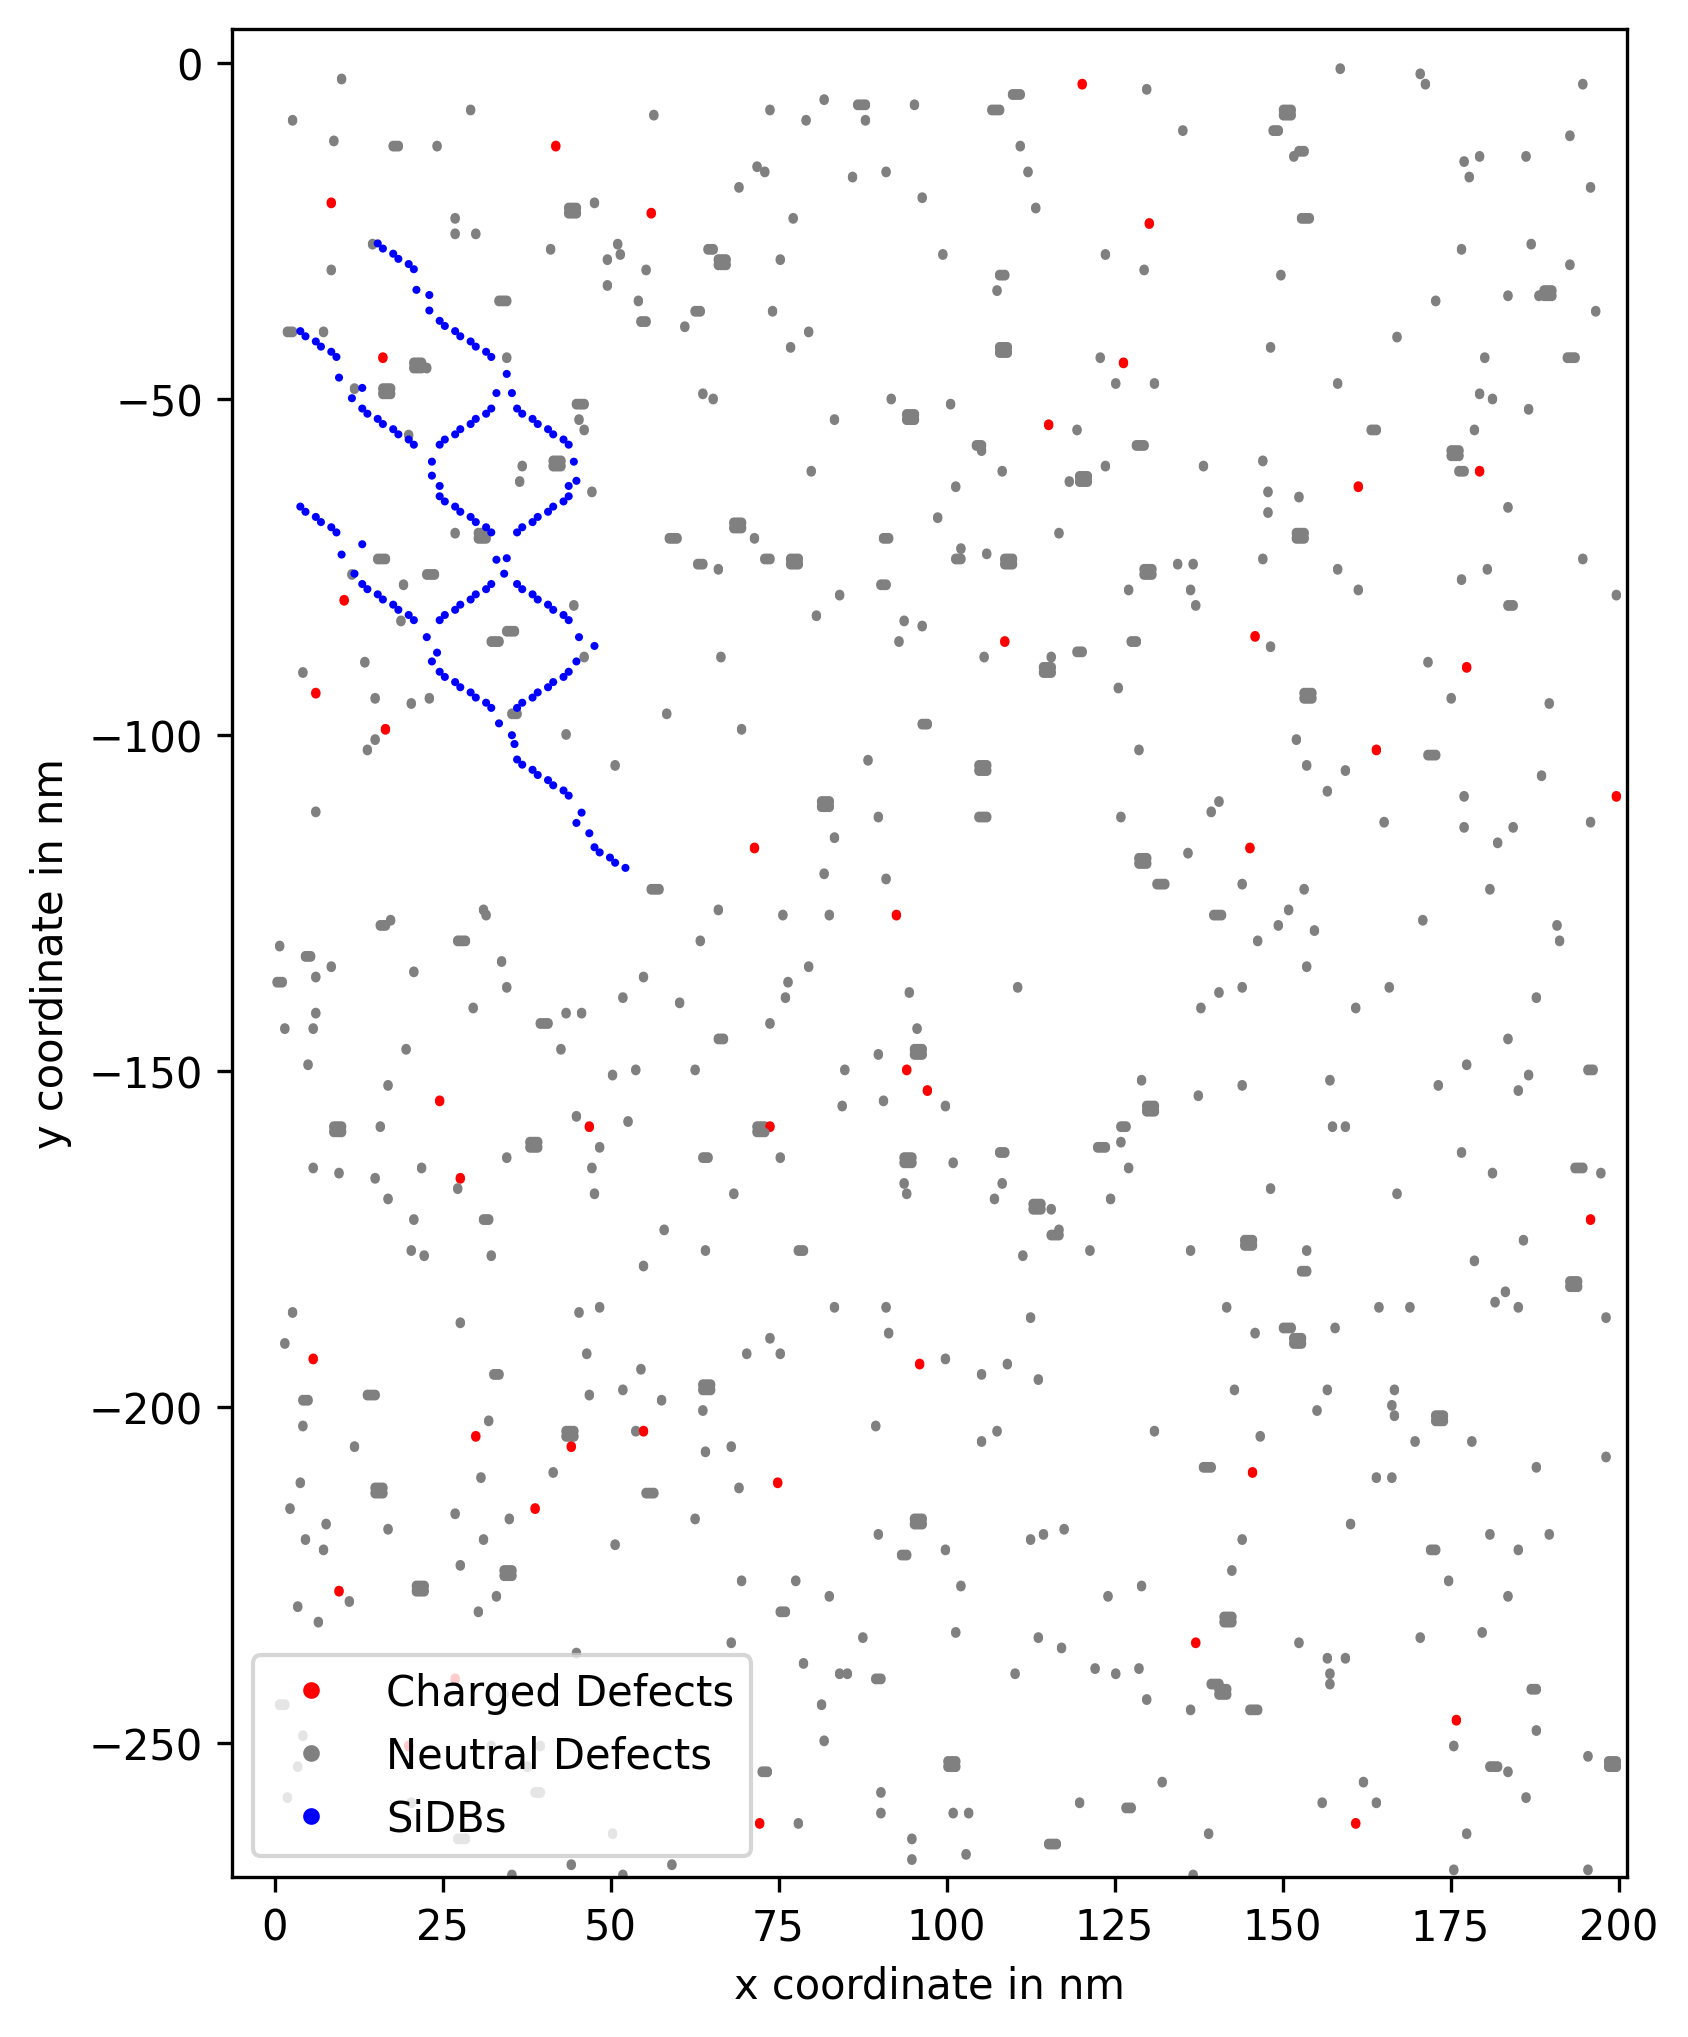 0
−50
−100
−150
−200
−250
y coordinate in nm
Charged Defects
Neutral Defects
SiDBs
0 25 50 75 100 125 150 175 200
x coordinate in nm